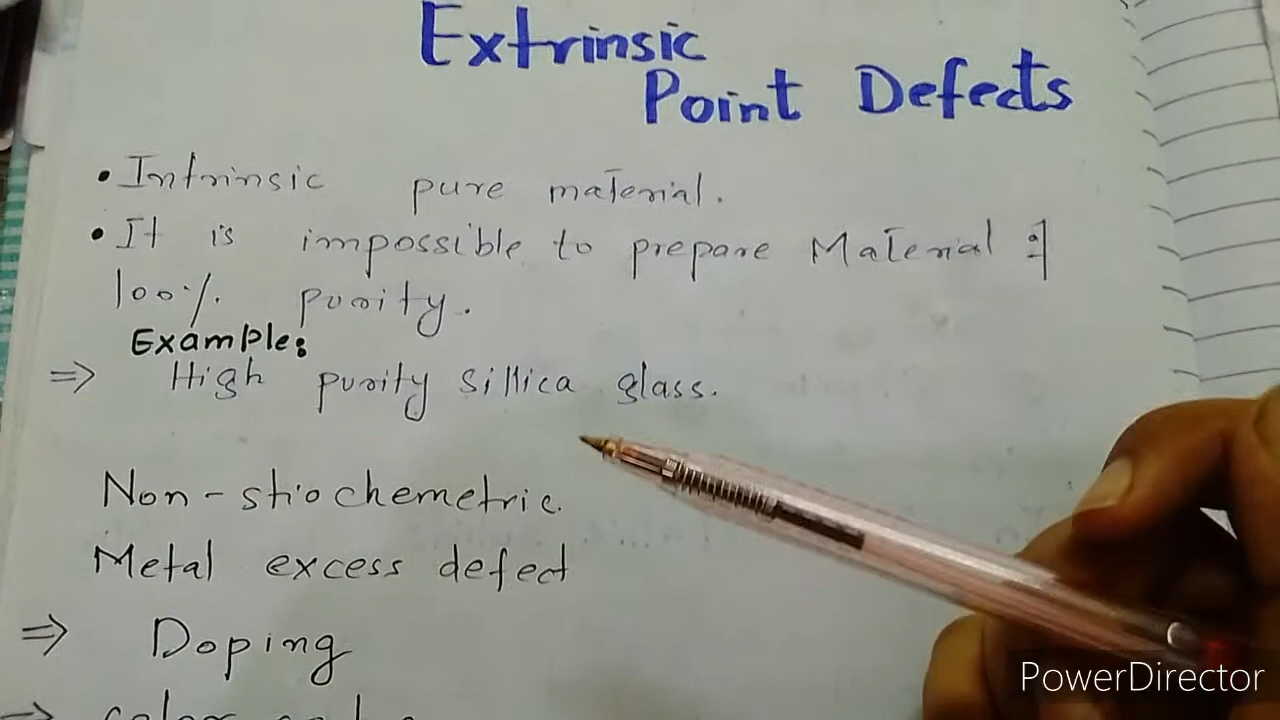 Extrinsic
Point Defects
• Intrinsic pure material.
• It is impossible to prepare Material of
100% purity.
Example:
⇒ High purity sillica glass.
Non-stiochemetric.
Metal excess defect
⇒ Doping
⇒ color
PowerDirector